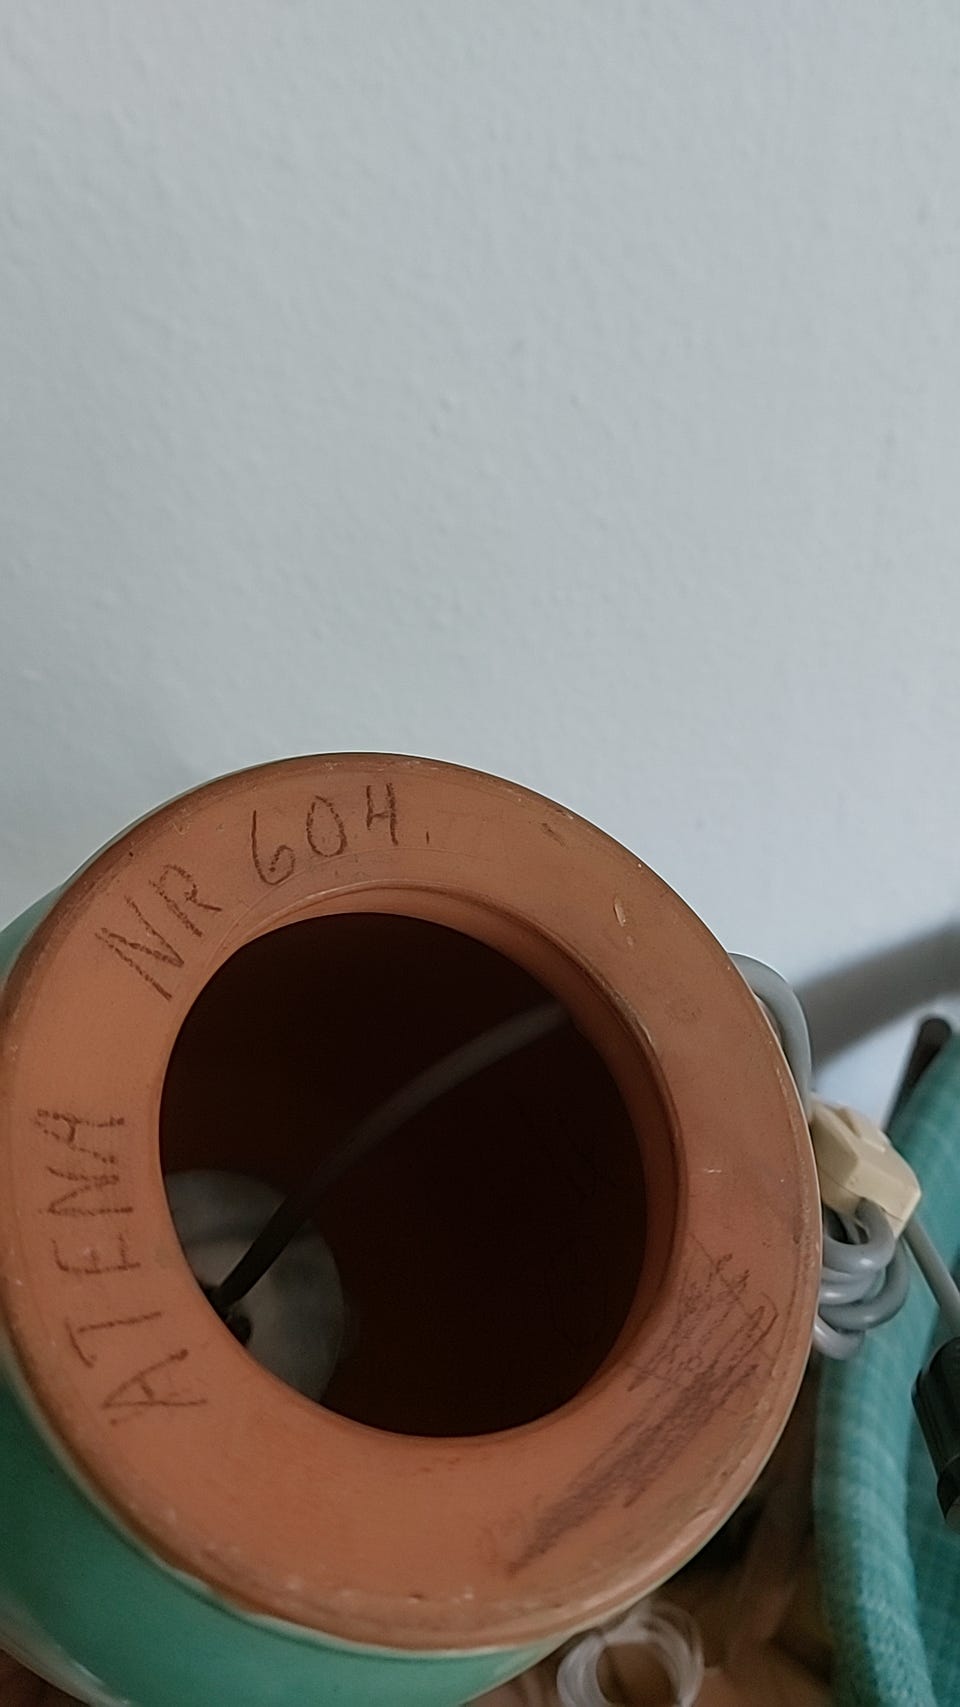 ATENA NR 604.